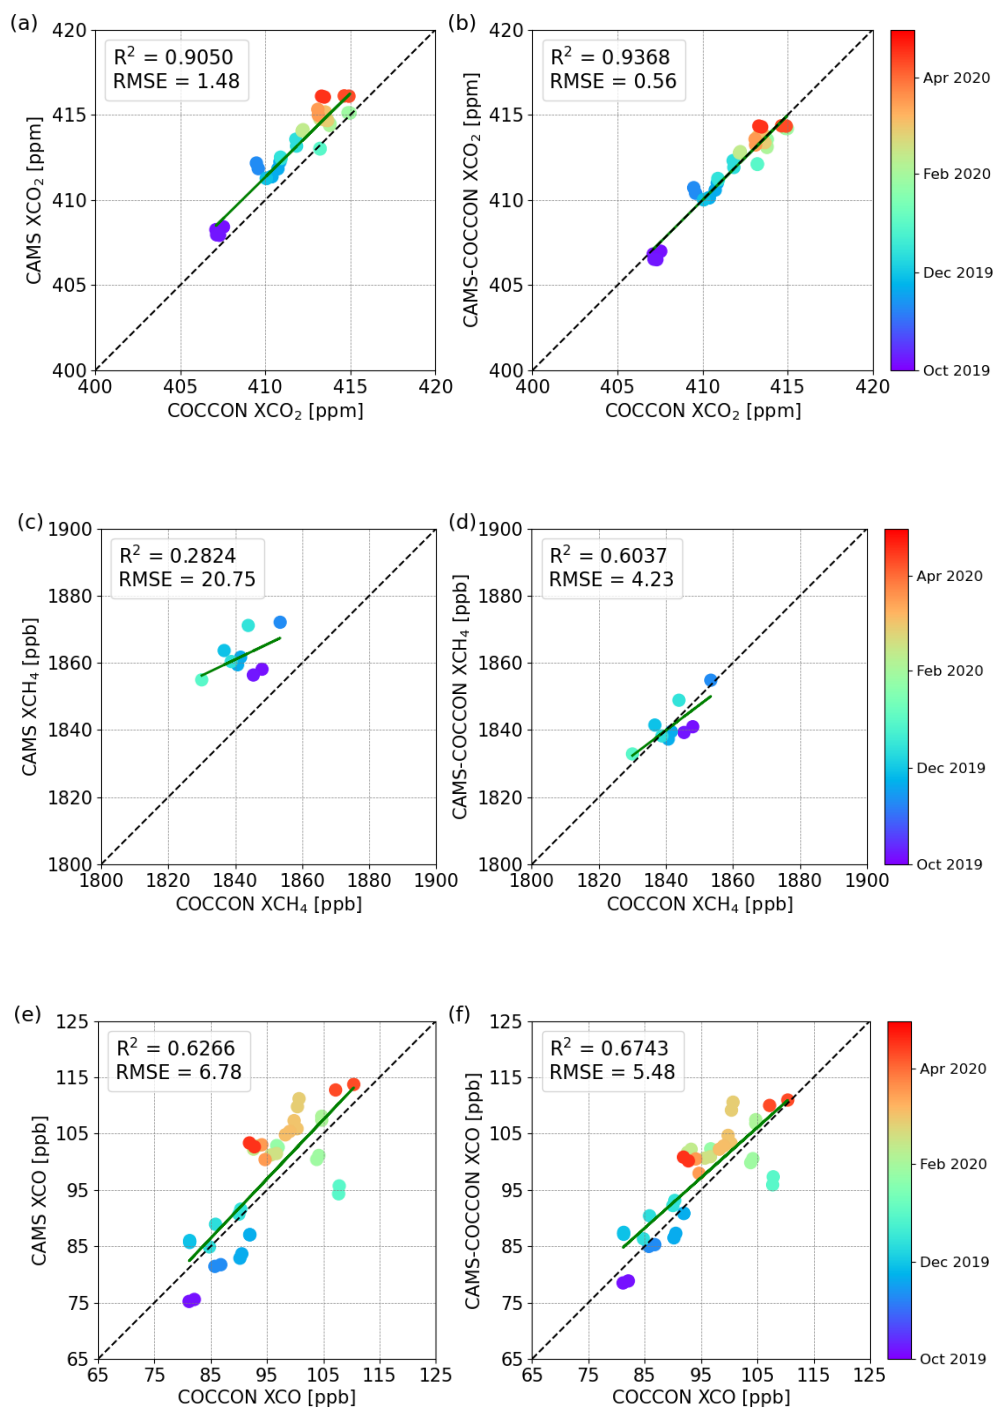 (a)
R² = 0.9050
RMSE = 1.48
420
415
410
405
400
CAMS XCO₂ [ppm]
400 405 410 415 420
COCCON XCO₂ [ppm]
(b)
R² = 0.9368
RMSE = 0.56
420
415
410
405
400
CAMS-COCCON XCO₂ [ppm]
400 405 410 415 420
COCCON XCO₂ [ppm]
Apr 2020
Feb 2020
Dec 2019
Oct 2019
(c)
R² = 0.2824
RMSE = 20.75
1900
1880
1860
1840
1820
1800
CAMS XCH₄ [ppb]
1800 1820 1840 1860 1880 1900
COCCON XCH₄ [ppb]
(d)
R² = 0.6037
RMSE = 4.23
1900
1880
1860
1840
1820
1800
CAMS-COCCON XCH₄ [ppb]
1800 1820 1840 1860 1880 1900
COCCON XCH₄ [ppb]
Apr 2020
Feb 2020
Dec 2019
Oct 2019
(e)
R² = 0.6266
RMSE = 6.78
125
115
105
95
85
75
65
CAMS XCO [ppb]
65 75 85 95 105 115 125
COCCON XCO [ppb]
(f)
R² = 0.6743
RMSE = 5.48
125
115
105
95
85
75
65
CAMS-COCCON XCO [ppb]
65 75 85 95 105 115 125
COCCON XCO [ppb]
Apr 2020
Feb 2020
Dec 2019
Oct 2019